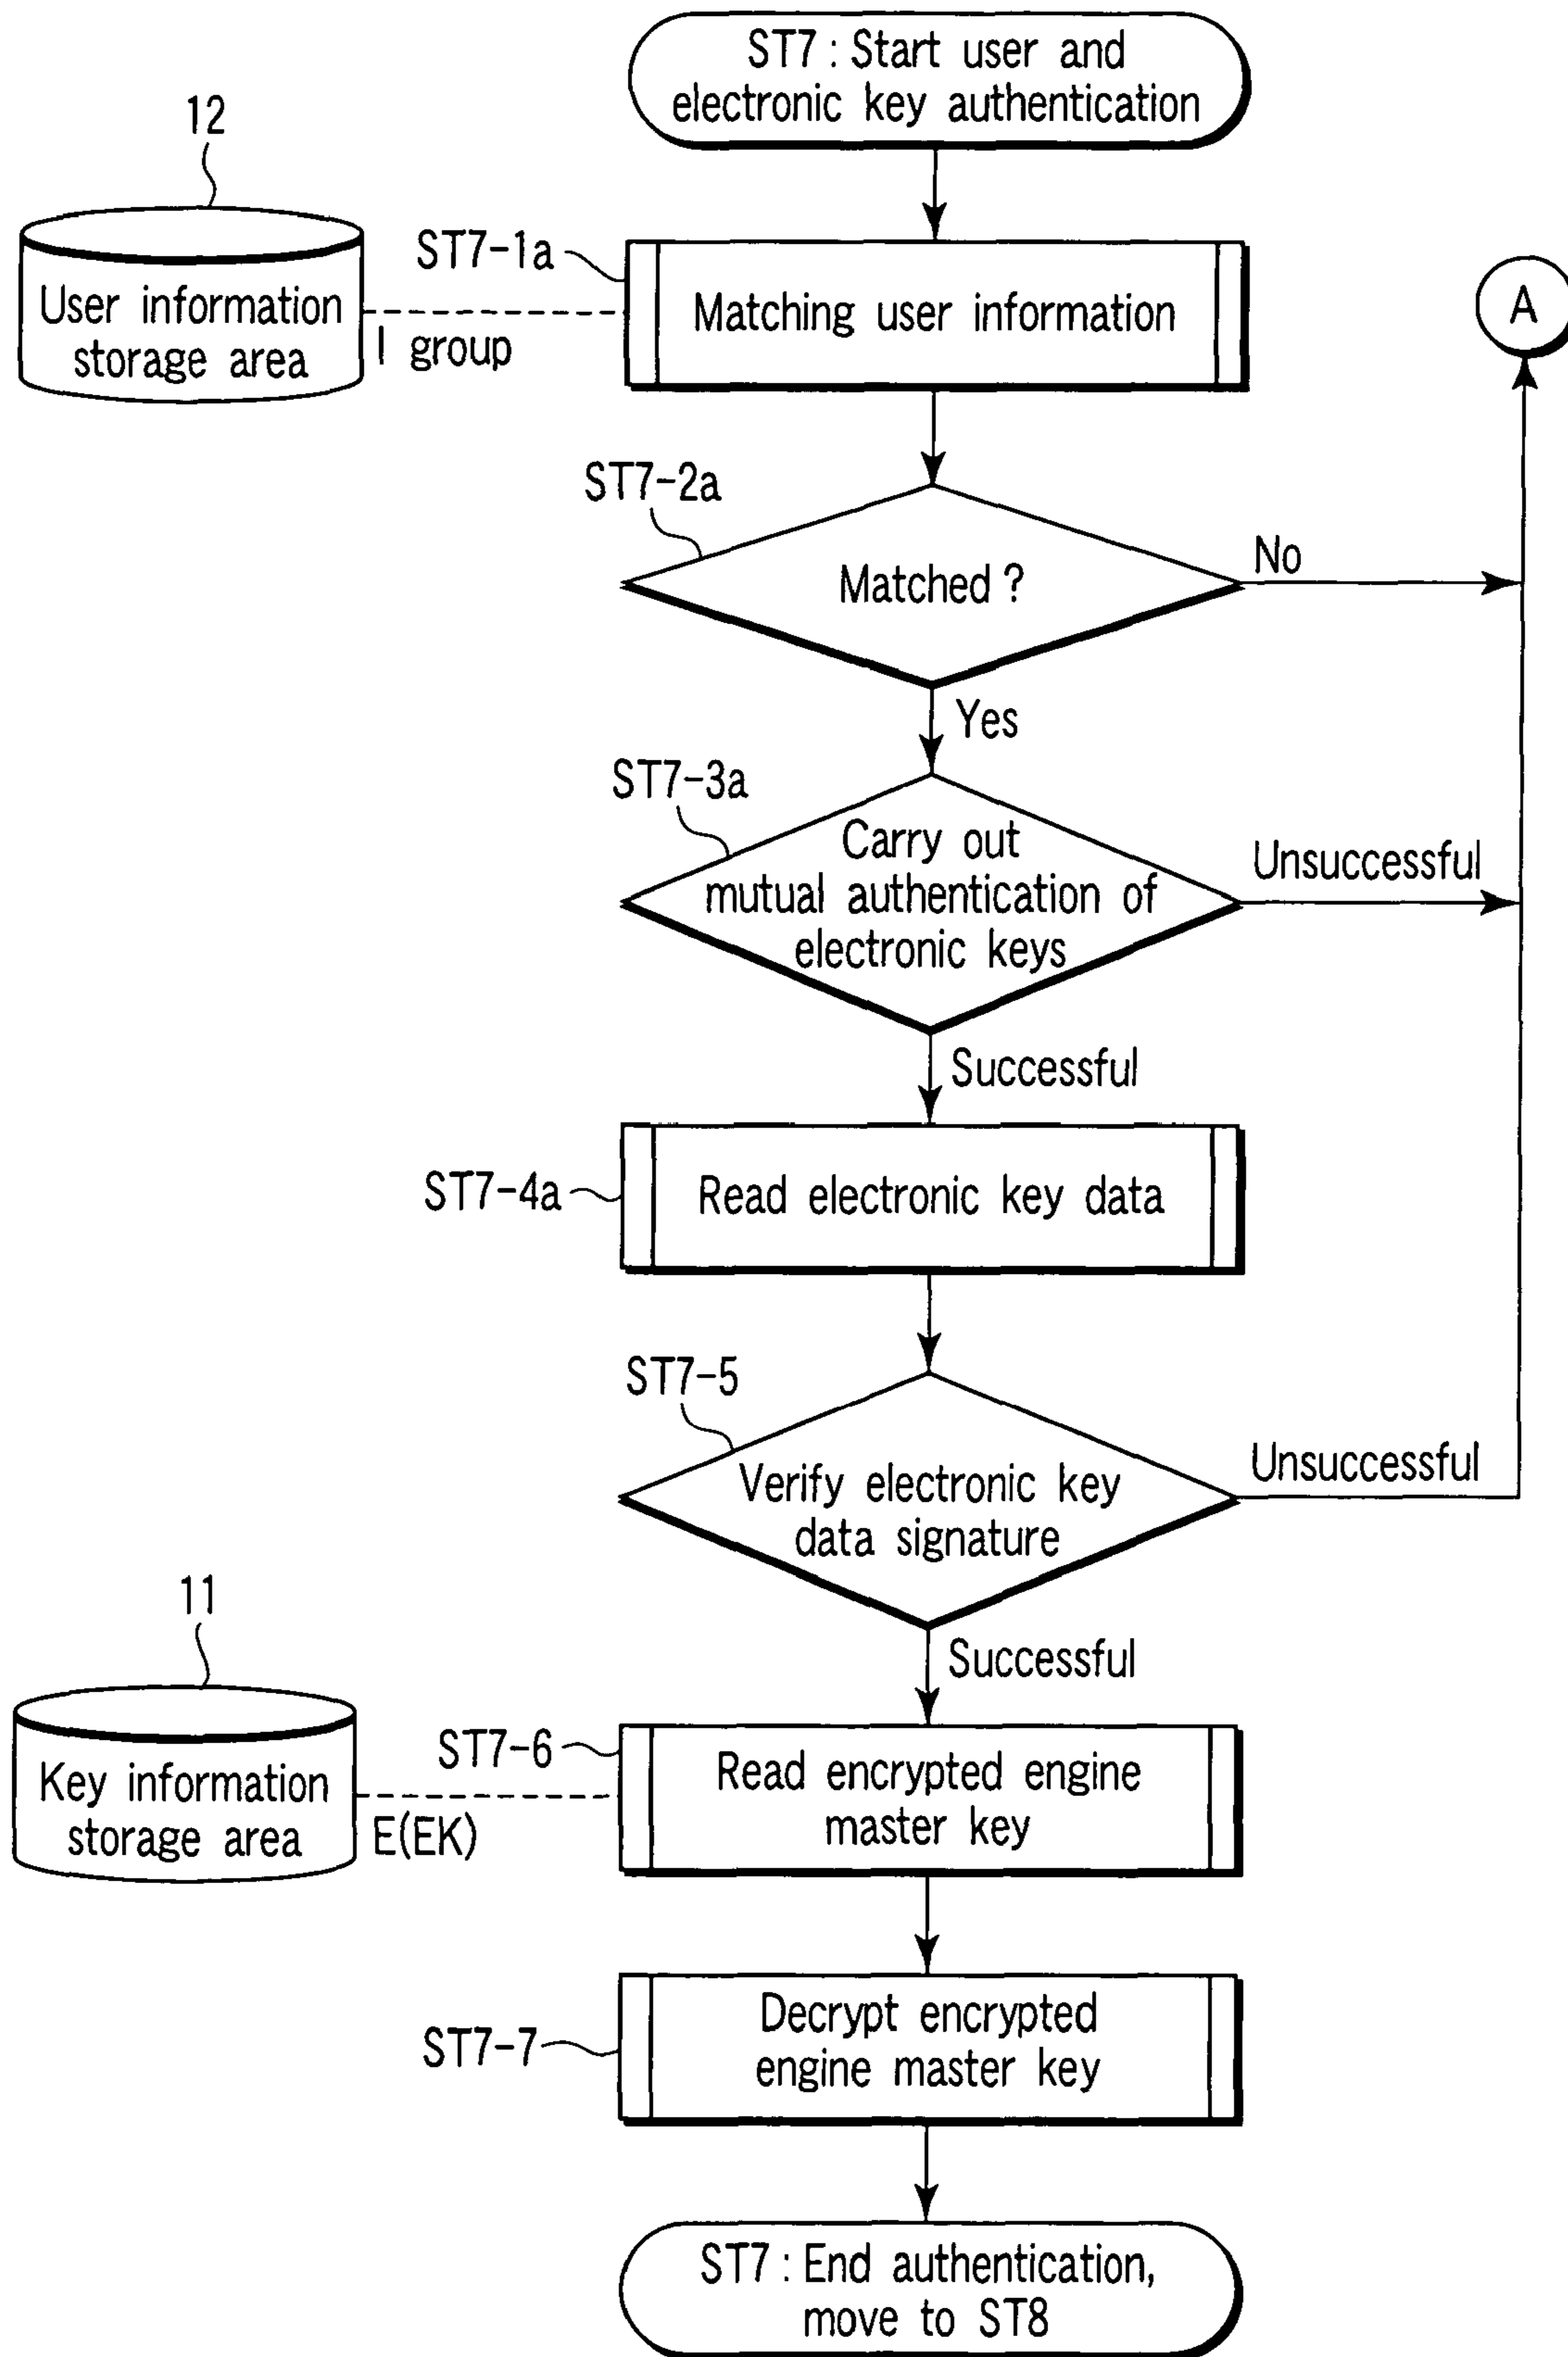 ST7 : Start user and
electronic key authentication
12
User information
storage area
I group
ST7-1a
Matching user information
A
ST7-2a
Matched ?
No
Yes
ST7-3a
Carry out
mutual authentication of
electronic keys
Unsuccessful
Successful
ST7-4a
Read electronic key data
ST7-5
Verify electronic key
data signature
Unsuccessful
Successful
11
Key information
storage area
E(EK)
ST7-6
Read encrypted engine
master key
ST7-7
Decrypt encrypted
engine master key
ST7 : End authentication,
move to ST8